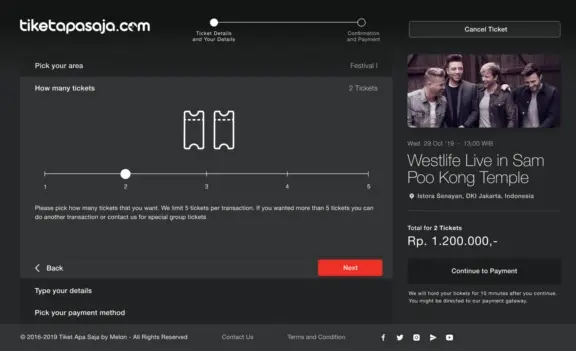 tiketapasaja.com
Ticket Details
and Your Details
Confirmation
and Payment
Cancel Ticket
Pick your area
Festival I
How many tickets
2 Tickets
1 2 3 4 5
Please pick how many tickets that you want. We limit 5 tickets per transaction. If you wanted more than 5 tickets you can
do another transaction or contact us for special group tickets
Back
Next
Type your details
Pick your payment method
Wed 28 Oct '19 - 13.00 WIB
Westlife Live in Sam
Poo Kong Temple
Istora Senayan, DKI Jakarta, Indonesia
Total for 2 Tickets
Rp. 1.200.000,-
Continue to Payment
We will hold your tickets for 15 minutes after you continue.
You might be directed to our payment gateway.
© 2016-2019 Tiket Apa Saja by Melon - All Rights Reserved
Contact Us
Terms and Condition